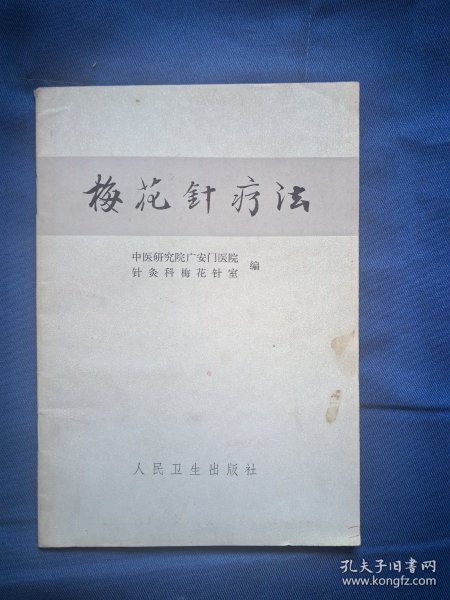 梅花針疗法
中医研究院广安门医院
针灸科梅花针室
编
人民卫生出版社
孔夫子旧书网
www.kongfz.com